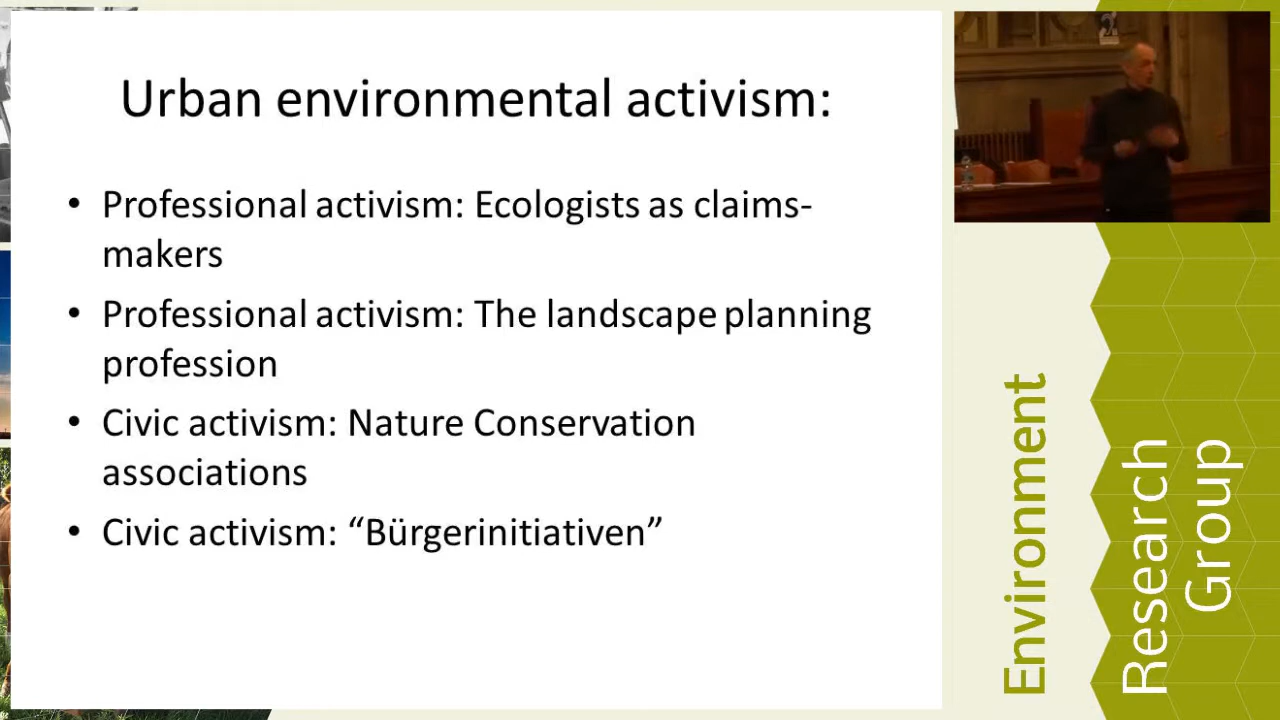 Urban environmental activism:
• Professional activism: Ecologists as claims-
makers
• Professional activism: The landscape planning
profession
• Civic activism: Nature Conservation
associations
• Civic activism: “Bürgerinitiativen”
Environment
Research
Group